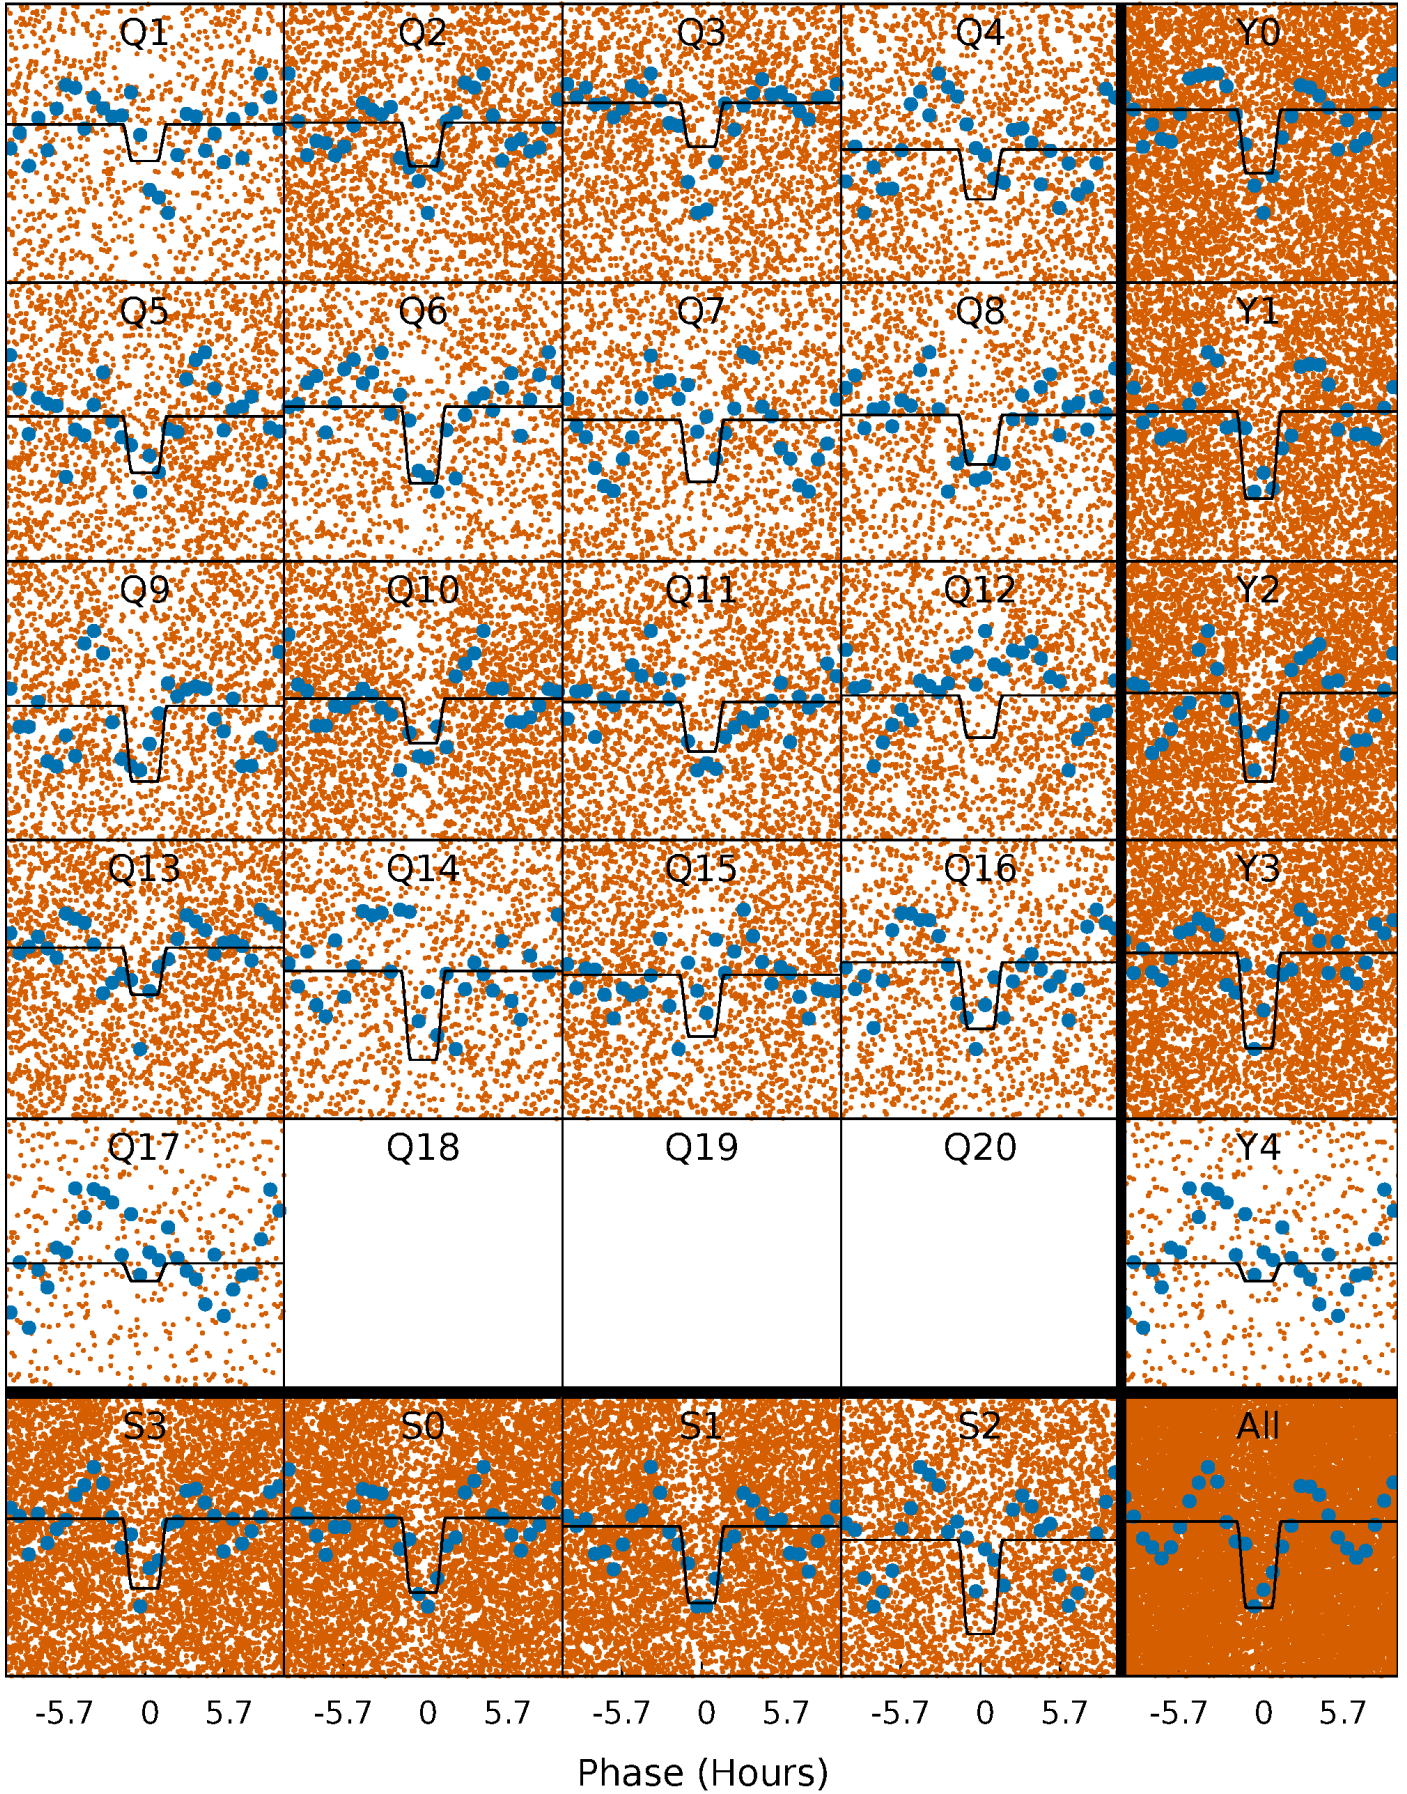 Q1 Q2 Q3 Q4 Y0
Q5 Q6 Q7 Q8 Y1
Q9 Q10 Q11 Q12 Y2
Q13 Q14 Q15 Q16 Y3
Q17 Q18 Q19 Q20 Y4
S3 S0 S1 S2 All
-5.7 0 5.7 -5.7 0 5.7 -5.7 0 5.7 -5.7 0 5.7 -5.7 0 5.7
Phase (Hours)